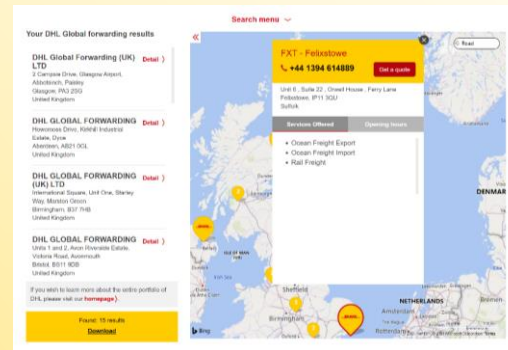 Search menu
Your DHL Global forwarding results
DHL Global Forwarding (UK) LTD Detail
2 Campsie Drive, Glasgow Airport,
Abbotsinch, Paisley
Glasgow, PA3 2SG
United Kingdom
DHL GLOBAL FORWARDING Detail
Howemoss Drive, Kirkhill Industrial
Estate, Dyce
Aberdeen, AB21 0GL
United Kingdom
DHL GLOBAL FORWARDING (UK) LTD Detail
International Square, Unit One, Starley
Way, Marston Green
Birmingham, B37 7HB
United Kingdom
DHL GLOBAL FORWARDING Detail
Units 1 and 2, Avon Riverside Estate,
Victoria Road, Avonmouth
Bristol, BS11 9DB
United Kingdom
If you wish to learn more about the entire portfolio of
DHL please visit our homepage
Found: 15 results
Download
FXT - Felixstowe
+44 1394 614889
Get a quote
Unit 6, Suite 22, Orwell House, Ferry Lane
Felixstowe, IP11 3QU
Suffolk
Services Offered
Opening hours
• Ocean Freight Export
• Ocean Freight Import
• Rail Freight
Road
DENMAR
ISLE OF MAN
Sheffield
Birmingham
NETHERLANDS
Amsterdam
Rotterdam
Bremen
Bing
DHL